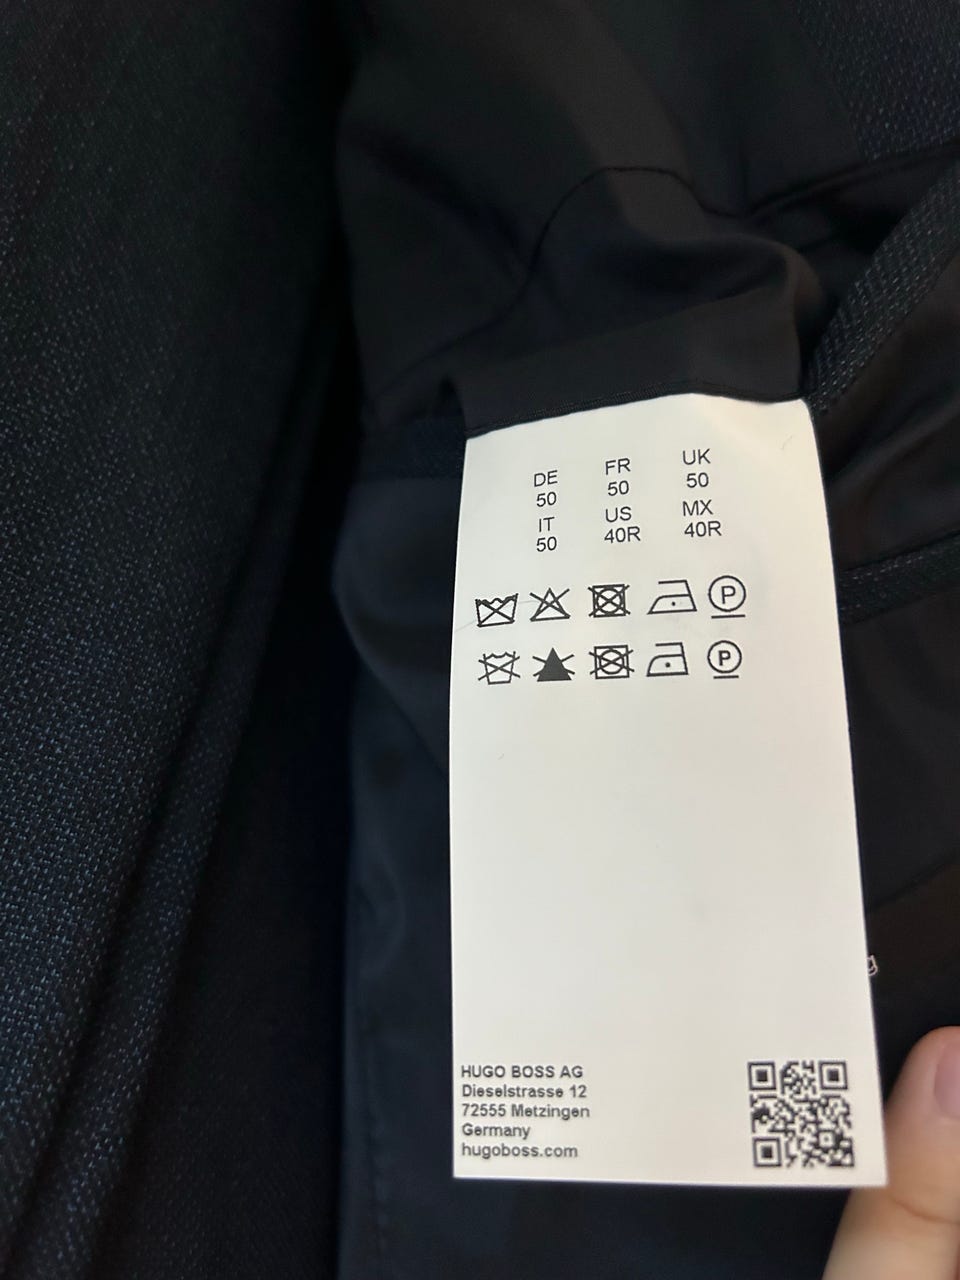 DE FR UK
50 50 50
IT US MX
50 40R 40R
P
P
HUGO BOSS AG
Dieselstrasse 12
72555 Metzingen
Germany
hugoboss.com